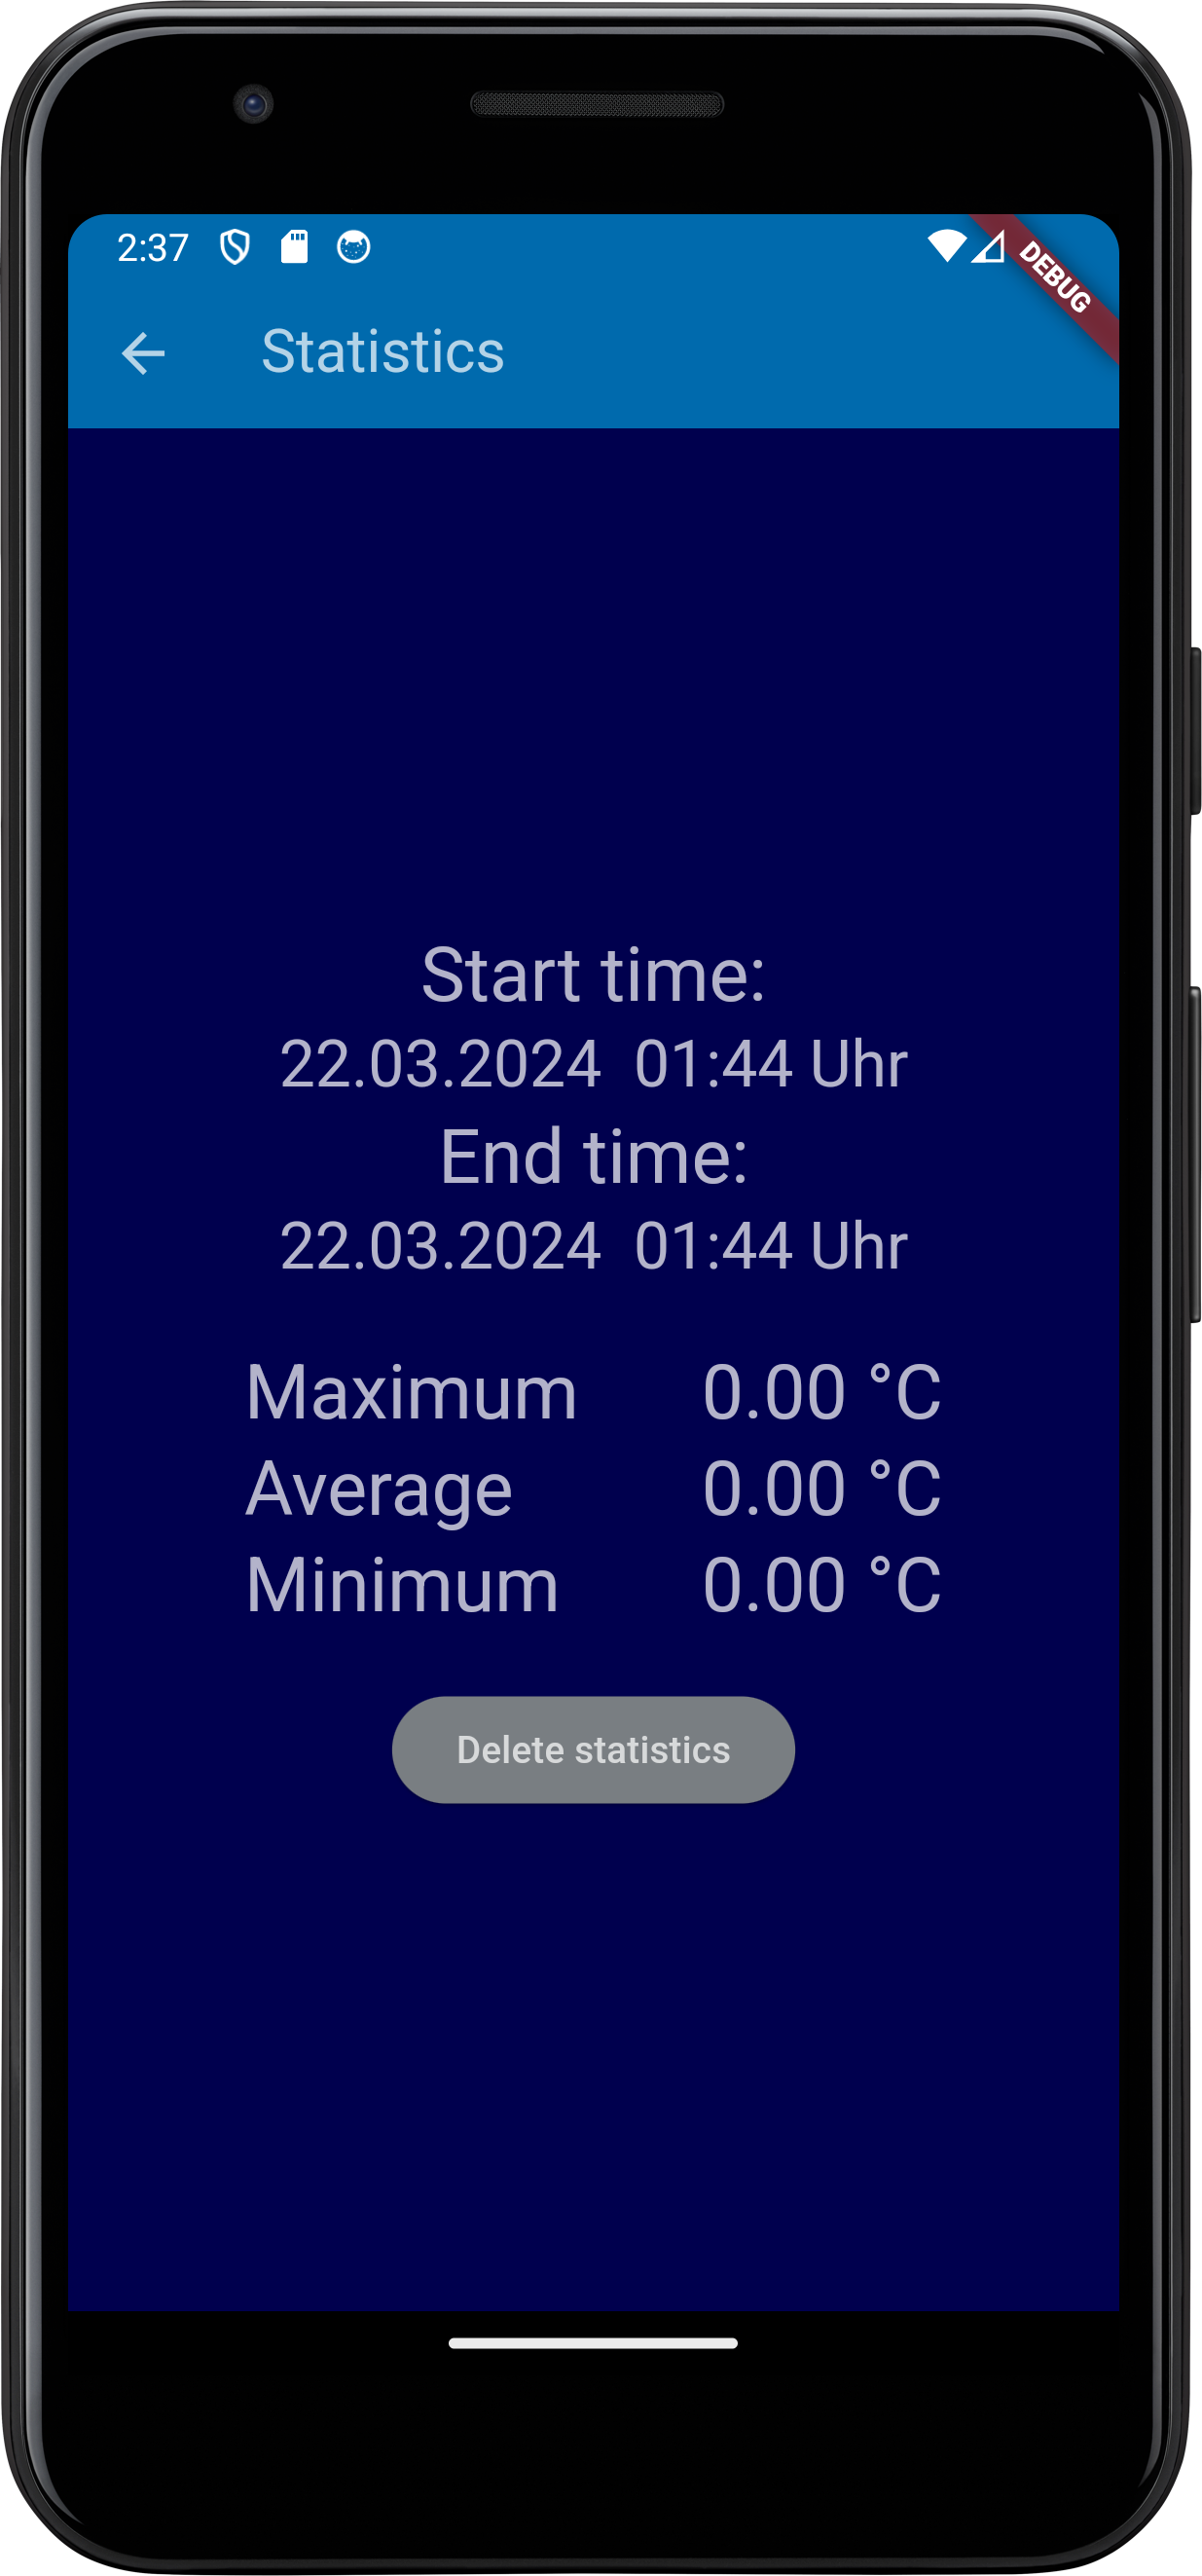 2:37
DEBUG
Statistics
Start time:
22.03.2024  01:44 Uhr
End time:
22.03.2024  01:44 Uhr
Maximum 0.00 °C
Average 0.00 °C
Minimum 0.00 °C
Delete statistics